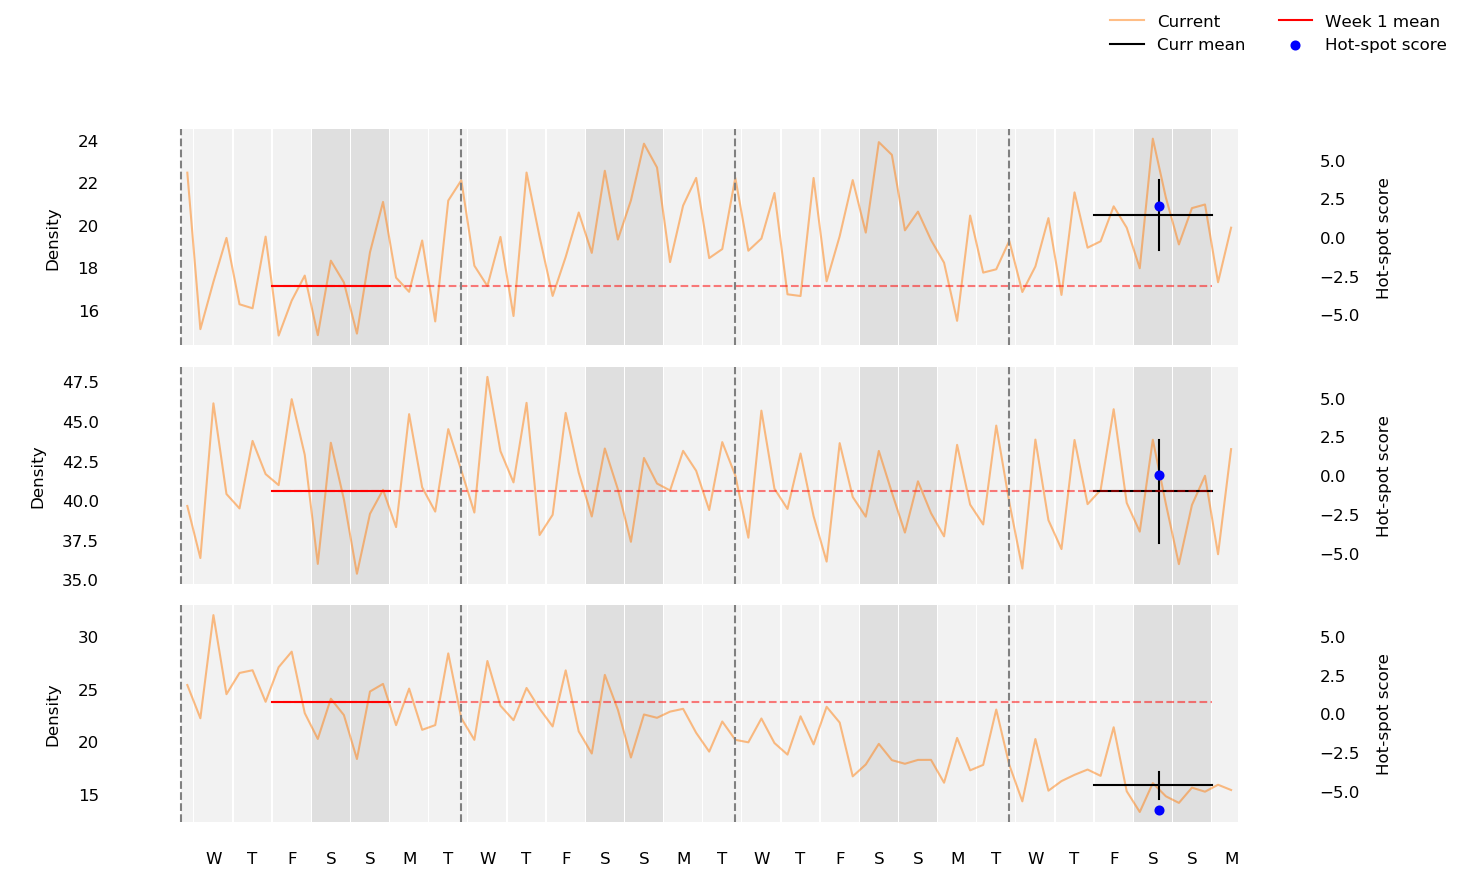 Current
Week 1 mean
Curr mean
Hot-spot score
24
22
20
18
16
Density
5.0
2.5
0.0
−2.5
−5.0
Hot-spot score
47.5
45.0
42.5
40.0
37.5
35.0
Density
5.0
2.5
0.0
−2.5
−5.0
Hot-spot score
30
25
20
15
Density
5.0
2.5
0.0
−2.5
−5.0
Hot-spot score
W T F S S M T W T F S S M T W T F S S M T W T F S S M